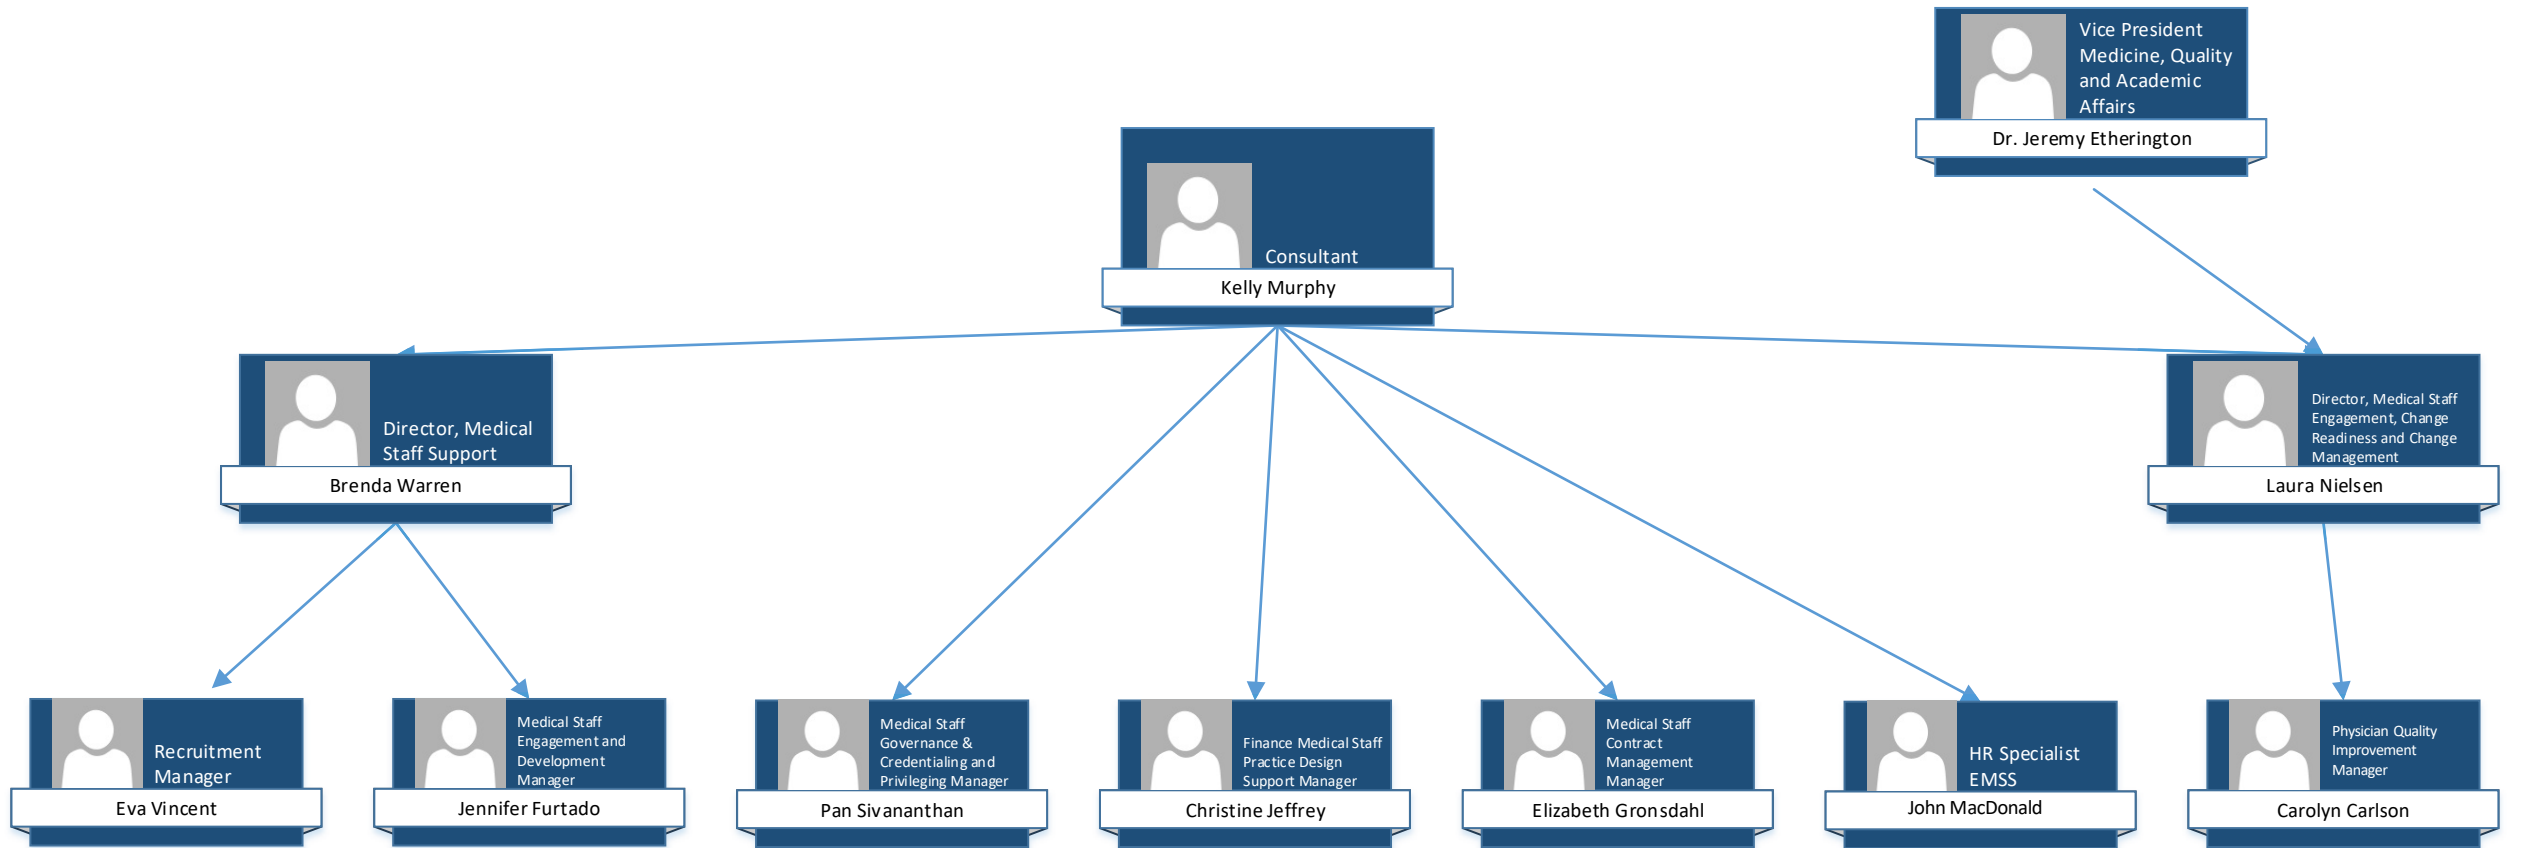 Vice President
Medicine, Quality
and Academic
Affairs
Dr. Jeremy Etherington
Consultant
Kelly Murphy
Director, Medical
Staff Support
Brenda Warren
Director, Medical Staff
Engagement, Change
Readiness and Change
Management
Laura Nielsen
Recruitment
Manager
Eva Vincent
Medical Staff
Engagement and
Development
Manager
Jennifer Furtado
Medical Staff
Governance &
Credentialing and
Privileging Manager
Pan Sivananthan
Finance Medical Staff
Practice Design
Support Manager
Christine Jeffrey
Medical Staff
Contract
Management
Manager
Elizabeth Gronsdahl
HR Specialist
EMSS
John MacDonald
Physician Quality
Improvement
Manager
Carolyn Carlson